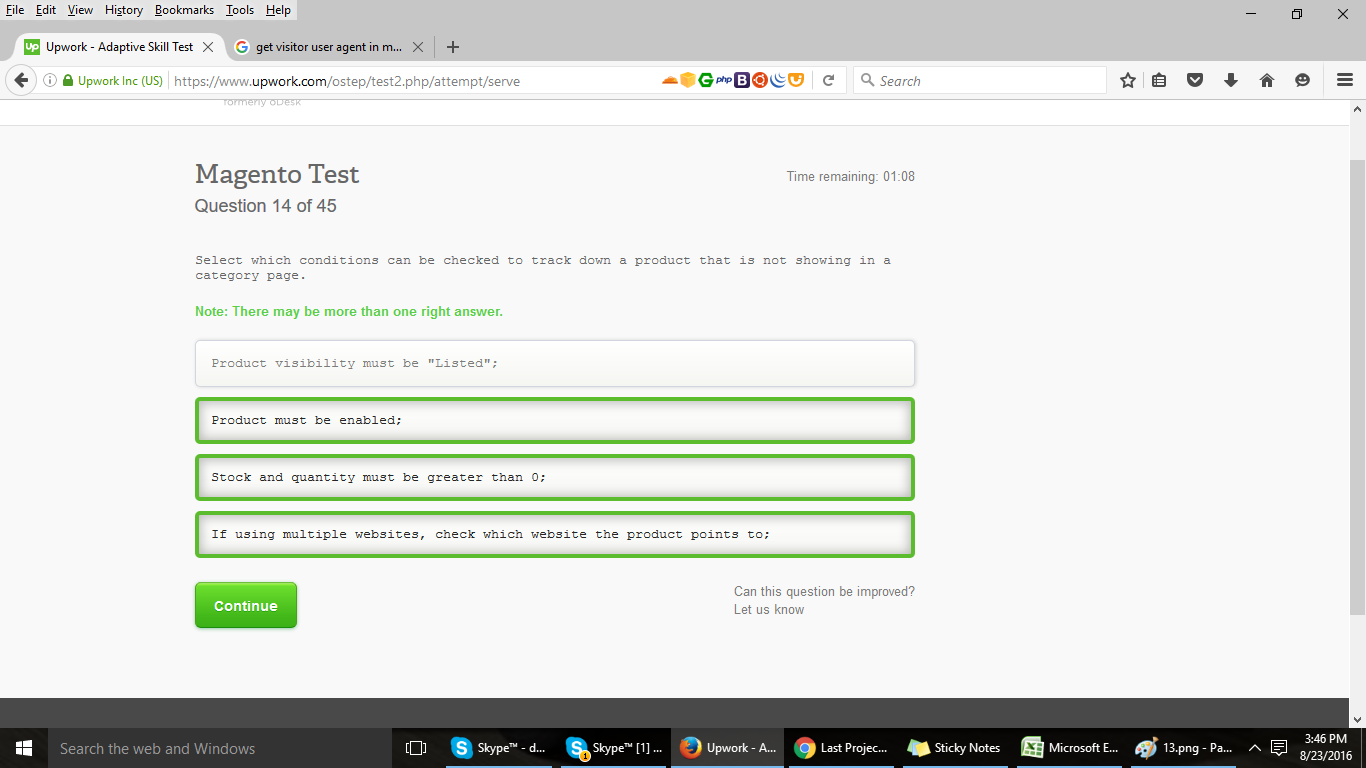 File Edit View History Bookmarks Tools Help
Up Upwork - Adaptive Skill Test
G get visitor user agent in m...
Upwork Inc (US) https://www.upwork.com/ostep/test2.php/attempt/serve
php B
Search
formerly oDesk
Magento Test
Time remaining: 01:08
Question 14 of 45
Select which conditions can be checked to track down a product that is not showing in a
category page.
Note: There may be more than one right answer.
Product visibility must be "Listed";
Product must be enabled;
Stock and quantity must be greater than 0;
If using multiple websites, check which website the product points to;
Continue
Can this question be improved?
Let us know
Search the web and Windows
Skype™ - d...
Skype™ [1] ...
Upwork - A...
Last Projec...
Sticky Notes
Microsoft E...
13.png - Pa...
3:46 PM
8/23/2016